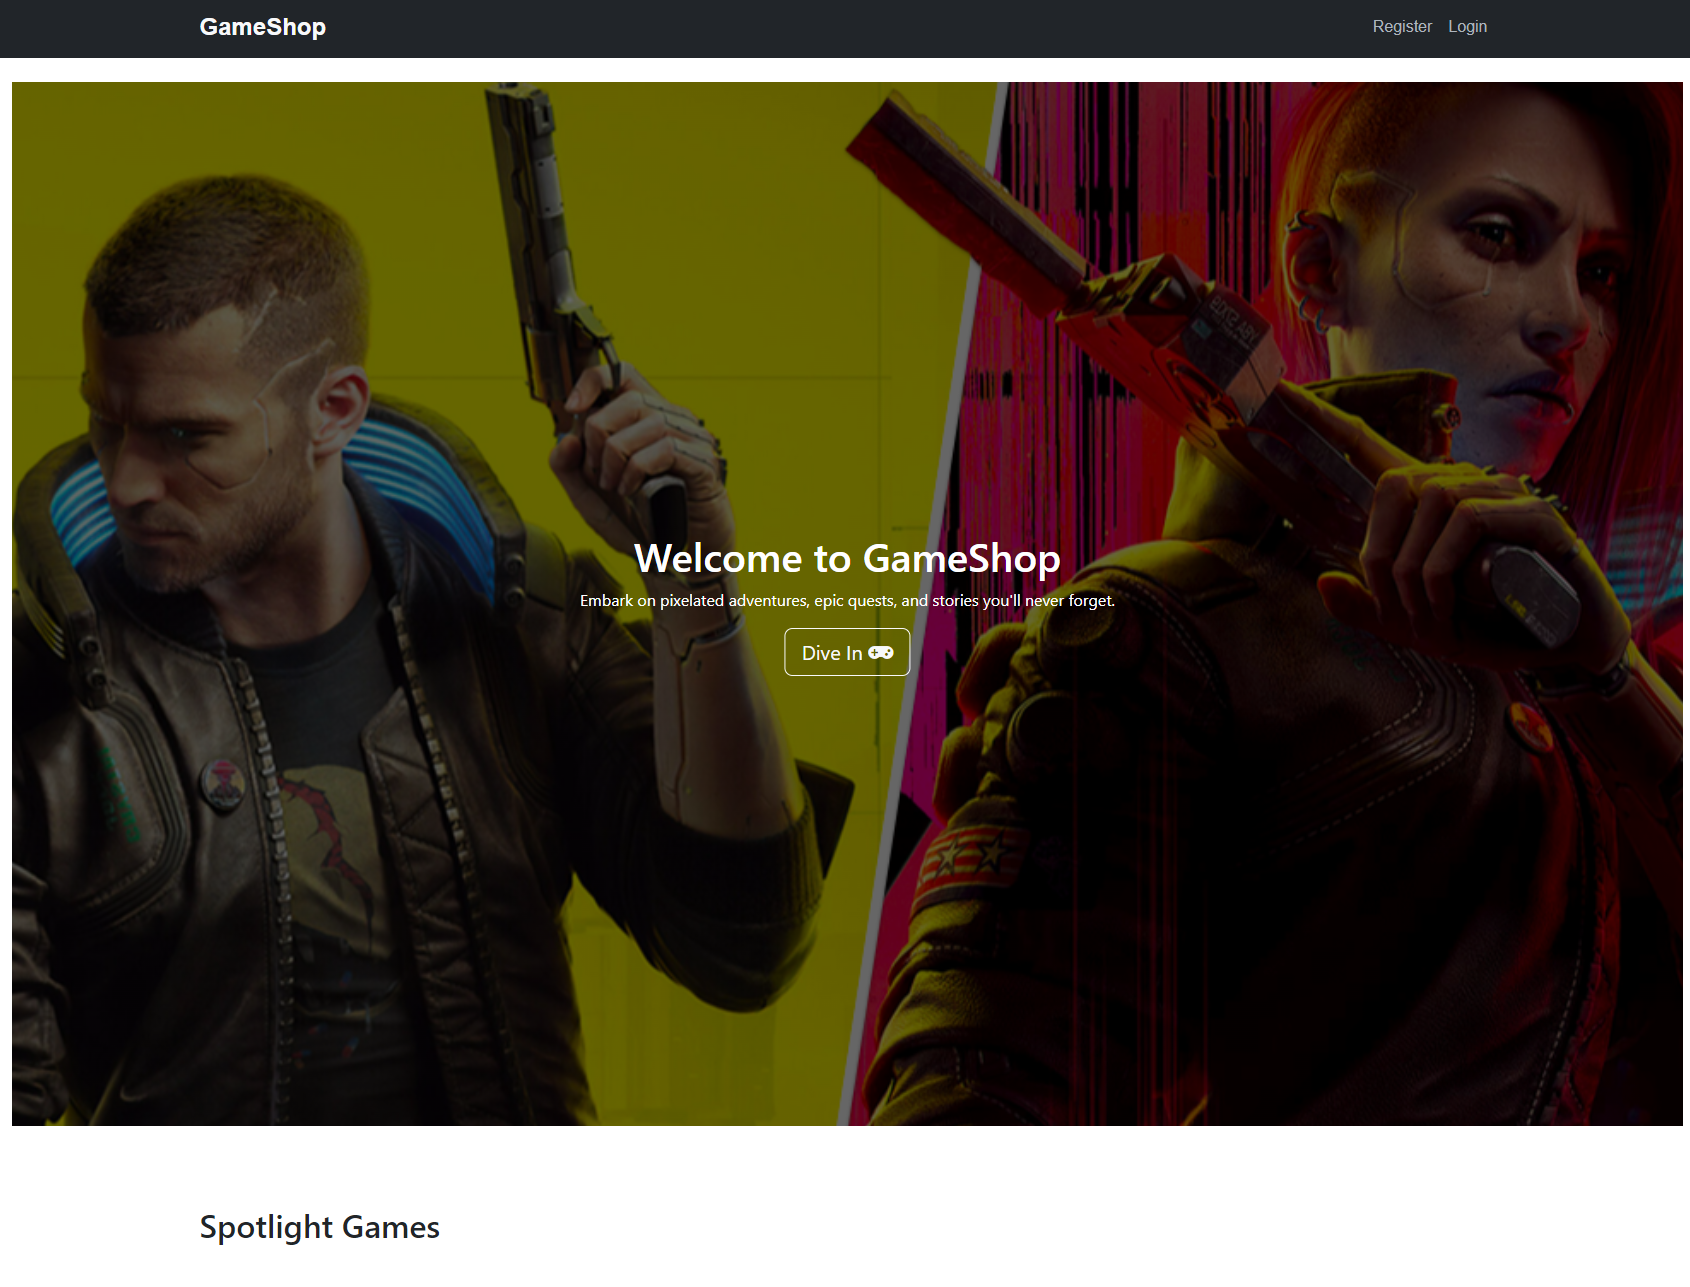 GameShop
Register Login
Welcome to GameShop
Embark on pixelated adventures, epic quests, and stories you'll never forget.
Dive In
Spotlight Games